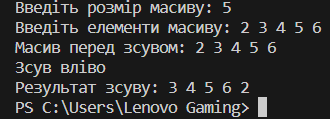 Введіть розмір масиву: 5
Введіть елементи масиву: 2 3 4 5 6
Масив перед зсувом: 2 3 4 5 6
Зсув вліво
Результат зсуву: 3 4 5 6 2
PS C:\Users\Lenovo Gaming>